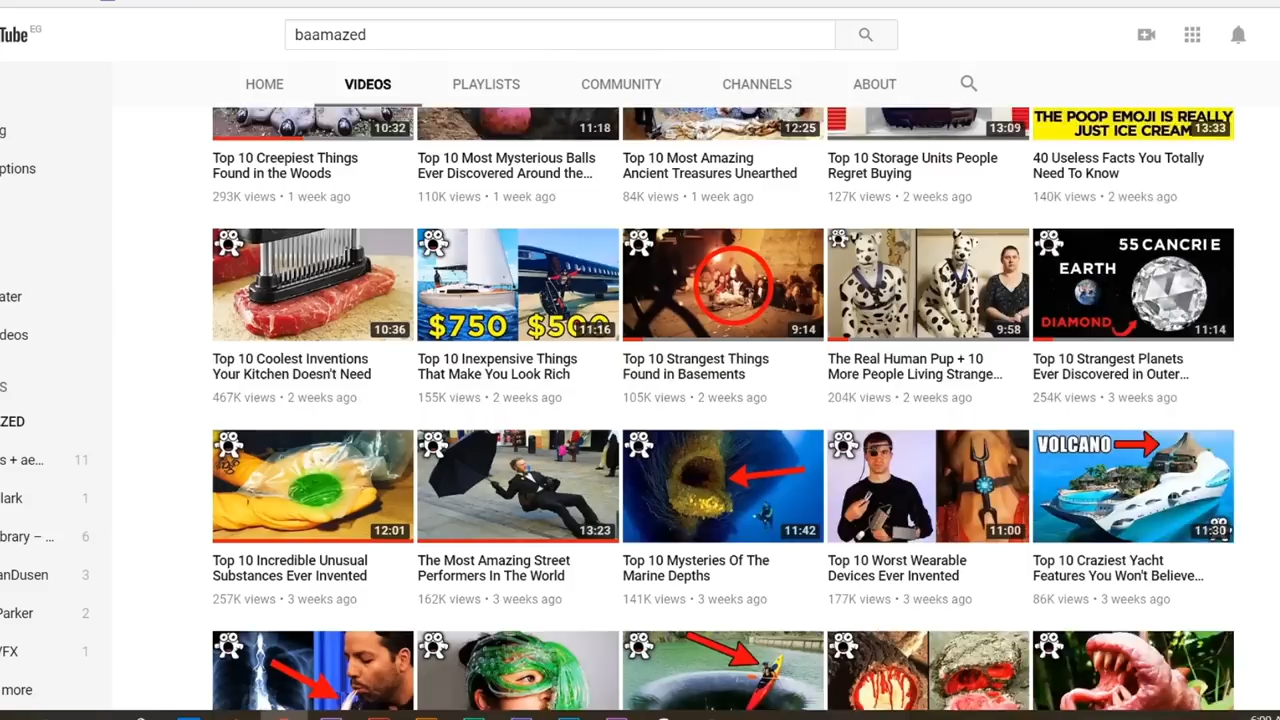 Tube EG
baamazed
HOME VIDEOS PLAYLISTS COMMUNITY CHANNELS ABOUT
10:32 11:18 12:25 13:09 THE POOP EMOJI IS REALLY
JUST ICE CREAM 13:33
Top 10 Creepiest Things
Found in the Woods
293K views • 1 week ago
Top 10 Most Mysterious Balls
Ever Discovered Around the...
110K views • 1 week ago
Top 10 Most Amazing
Ancient Treasures Unearthed
84K views • 1 week ago
Top 10 Storage Units People
Regret Buying
127K views • 2 weeks ago
40 Useless Facts You Totally
Need To Know
140K views • 2 weeks ago
10:36
$750 $500 11:16
9:14
9:58
55 CANCRI E
EARTH
DIAMOND
11:14
Top 10 Coolest Inventions
Your Kitchen Doesn't Need
467K views • 2 weeks ago
Top 10 Inexpensive Things
That Make You Look Rich
155K views • 2 weeks ago
Top 10 Strangest Things
Found in Basements
105K views • 2 weeks ago
The Real Human Pup + 10
More People Living Strange...
204K views • 2 weeks ago
Top 10 Strangest Planets
Ever Discovered in Outer...
254K views • 3 weeks ago
12:01
13:23
11:42
11:00
VOLCANO
11:30
Top 10 Incredible Unusual
Substances Ever Invented
257K views • 3 weeks ago
The Most Amazing Street
Performers In The World
162K views • 3 weeks ago
Top 10 Mysteries Of The
Marine Depths
141K views • 3 weeks ago
Top 10 Worst Wearable
Devices Ever Invented
177K views • 3 weeks ago
Top 10 Craziest Yacht
Features You Won't Believe...
86K views • 3 weeks ago
g
ptions
ater
deos
S
ZED
s + ae... 11
lark 1
brary – ... 6
anDusen 3
Parker 2
/FX 1
more